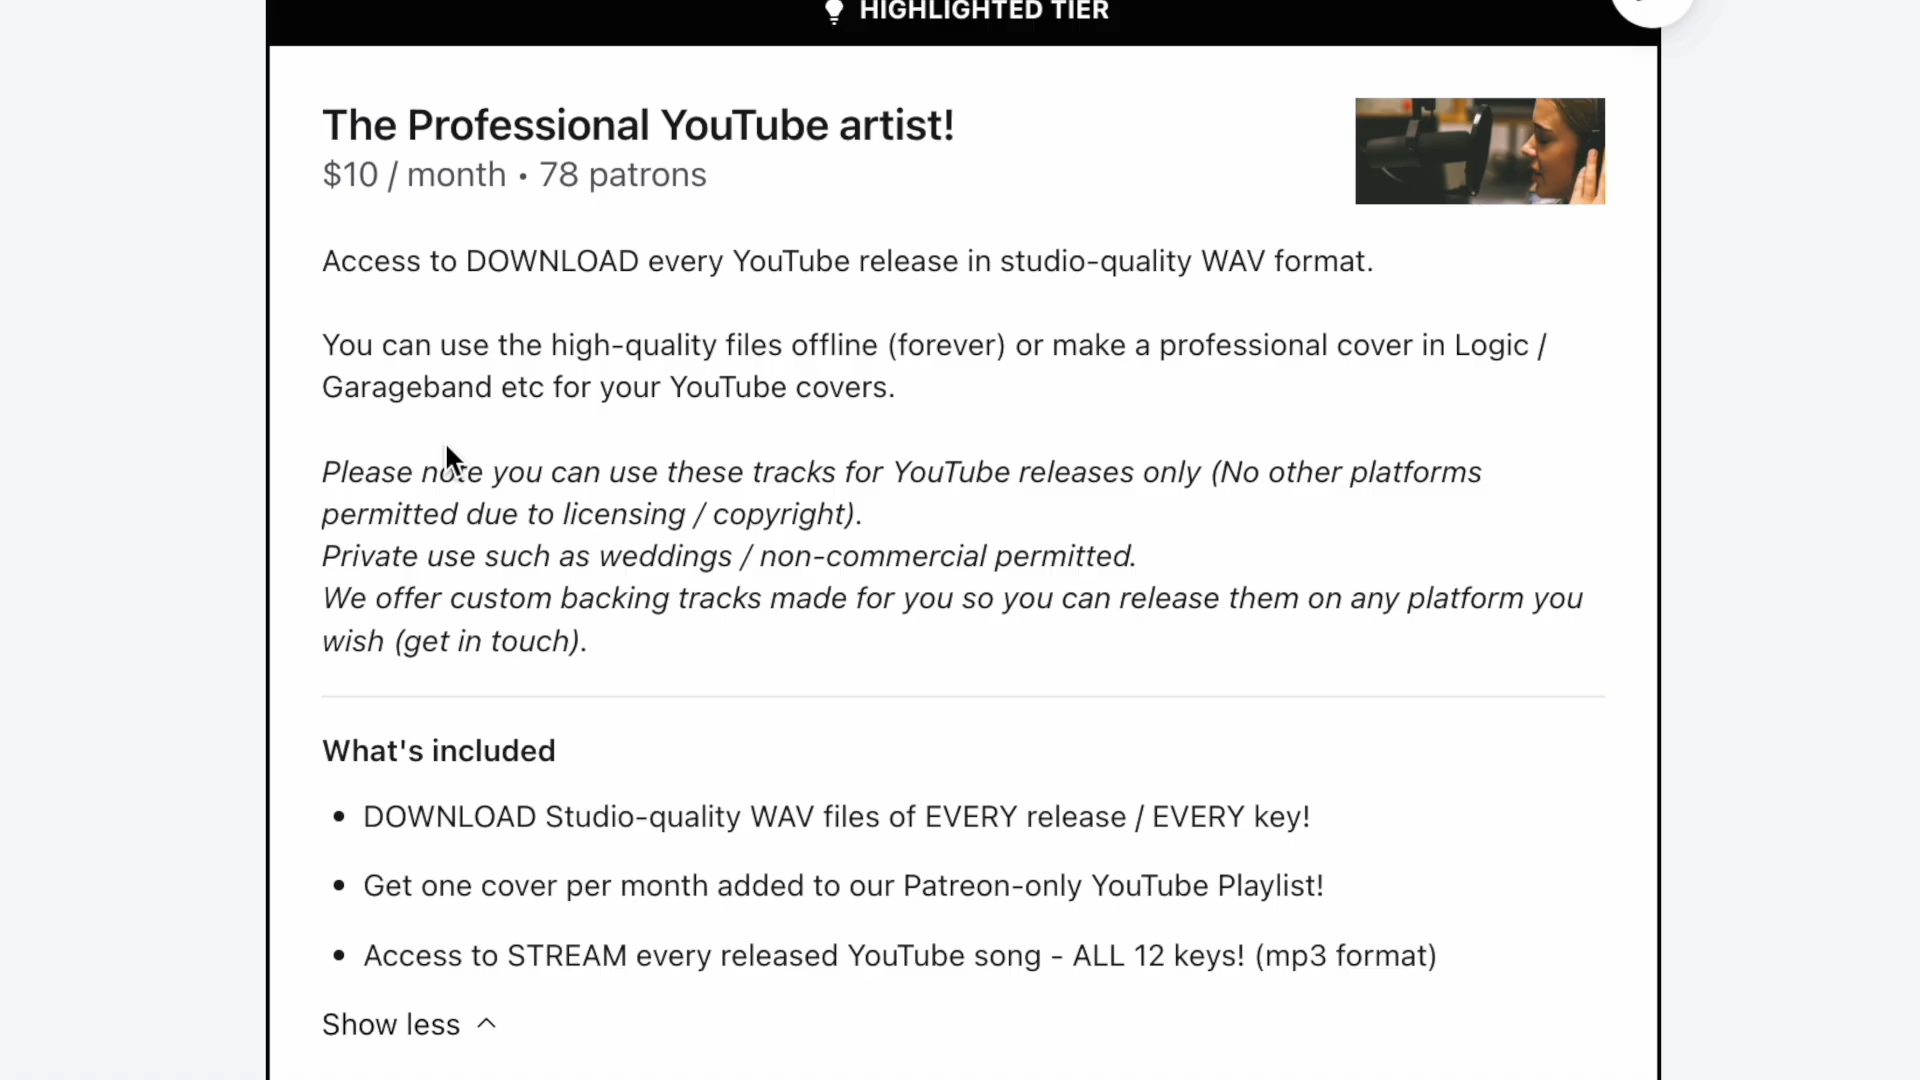 HIGHLIGHTED TIER
The Professional YouTube artist!
$10 / month • 78 patrons
Access to DOWNLOAD every YouTube release in studio-quality WAV format.
You can use the high-quality files offline (forever) or make a professional cover in Logic /
Garageband etc for your YouTube covers.
Please note you can use these tracks for YouTube releases only (No other platforms
permitted due to licensing / copyright).
Private use such as weddings / non-commercial permitted.
We offer custom backing tracks made for you so you can release them on any platform you
wish (get in touch).
What's included
• DOWNLOAD Studio-quality WAV files of EVERY release / EVERY key!
• Get one cover per month added to our Patreon-only YouTube Playlist!
• Access to STREAM every released YouTube song - ALL 12 keys! (mp3 format)
Show less